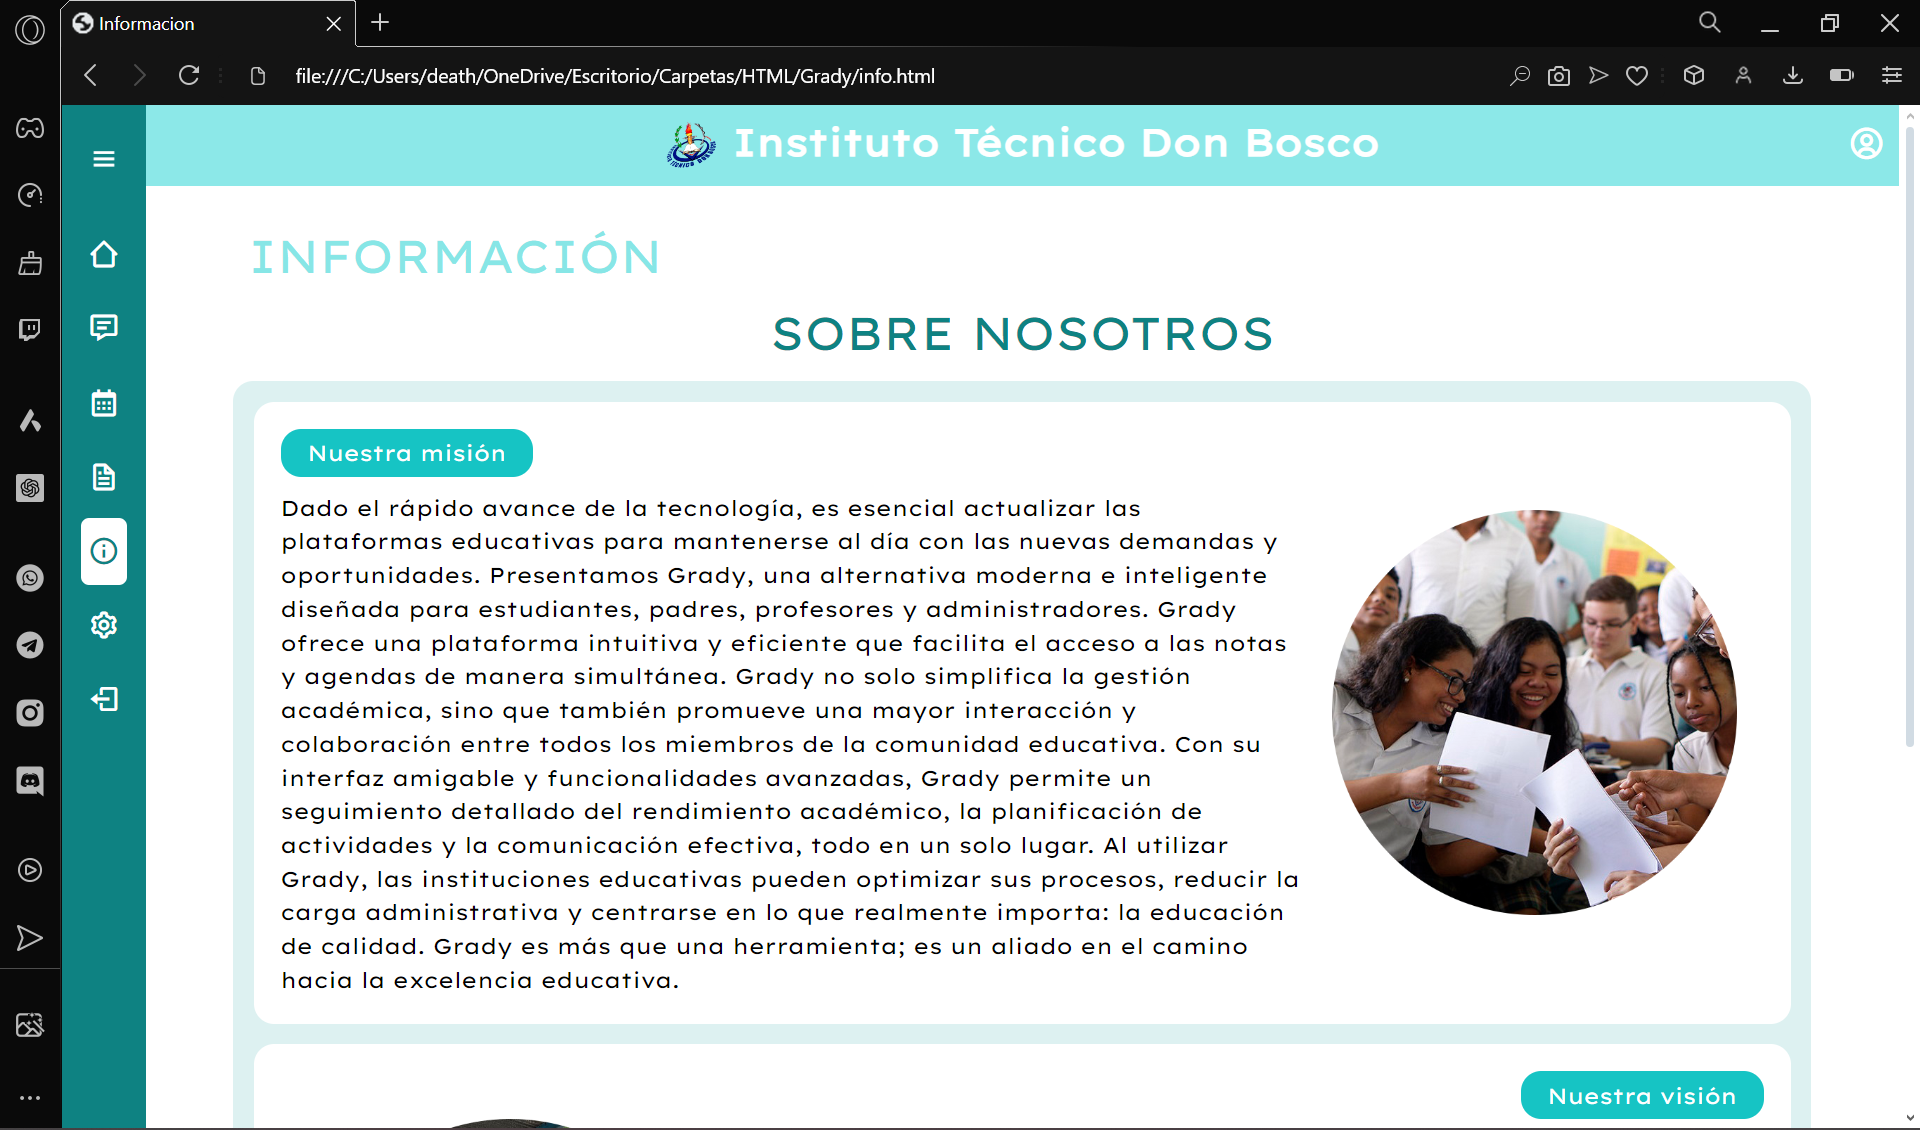 Informacion
file:///C:/Users/death/OneDrive/Escritorio/Carpetas/HTML/Grady/info.html
Instituto Técnico Don Bosco
INFORMACIÓN
SOBRE NOSOTROS
Nuestra misión
Dado el rápido avance de la tecnología, es esencial actualizar las
plataformas educativas para mantenerse al día con las nuevas demandas y
oportunidades. Presentamos Grady, una alternativa moderna e inteligente
diseñada para estudiantes, padres, profesores y administradores. Grady
ofrece una plataforma intuitiva y eficiente que facilita el acceso a las notas
y agendas de manera simultánea. Grady no solo simplifica la gestión
académica, sino que también promueve una mayor interacción y
colaboración entre todos los miembros de la comunidad educativa. Con su
interfaz amigable y funcionalidades avanzadas, Grady permite un
seguimiento detallado del rendimiento académico, la planificación de
actividades y la comunicación efectiva, todo en un solo lugar. Al utilizar
Grady, las instituciones educativas pueden optimizar sus procesos, reducir la
carga administrativa y centrarse en lo que realmente importa: la educación
de calidad. Grady es más que una herramienta; es un aliado en el camino
hacia la excelencia educativa.
Nuestra visión